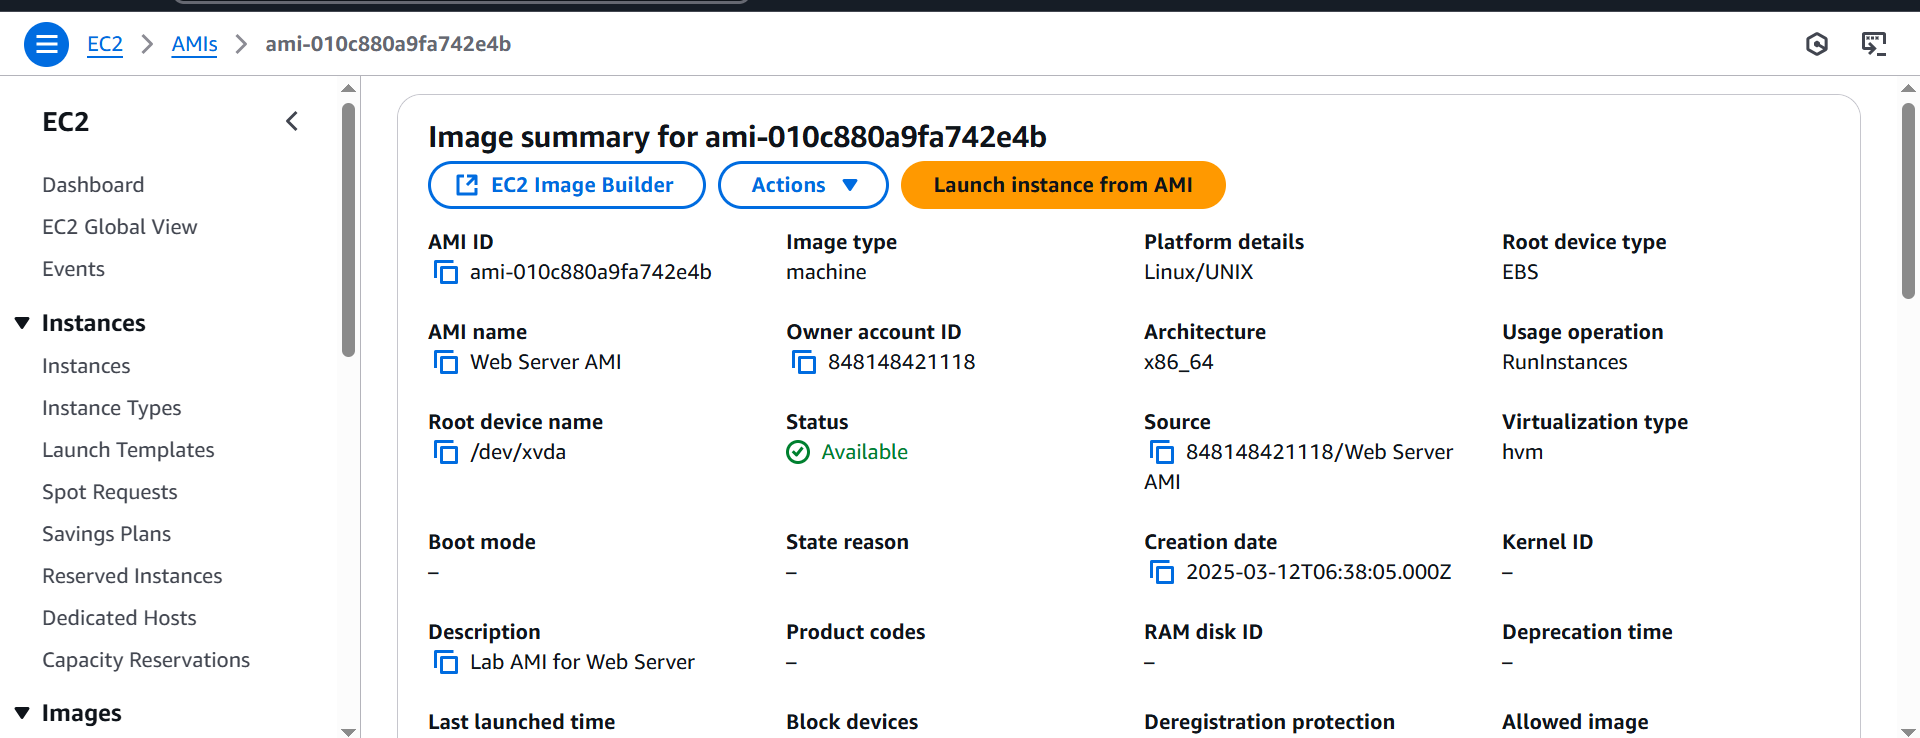 EC2 > AMIs > ami-010c880a9fa742e4b
EC2
Dashboard
EC2 Global View
Events
Instances
Instances
Instance Types
Launch Templates
Spot Requests
Savings Plans
Reserved Instances
Dedicated Hosts
Capacity Reservations
Images
Image summary for ami-010c880a9fa742e4b
EC2 Image Builder
Actions
Launch instance from AMI
AMI ID
ami-010c880a9fa742e4b
Image type
machine
Platform details
Linux/UNIX
Root device type
EBS
AMI name
Web Server AMI
Owner account ID
848148421118
Architecture
x86_64
Usage operation
RunInstances
Root device name
/dev/xvda
Status
Available
Source
848148421118/Web Server
AMI
Virtualization type
hvm
Boot mode
–
State reason
–
Creation date
2025-03-12T06:38:05.000Z
Kernel ID
–
Description
Lab AMI for Web Server
Product codes
–
RAM disk ID
–
Deprecation time
–
Last launched time
Block devices
Deregistration protection
Allowed image